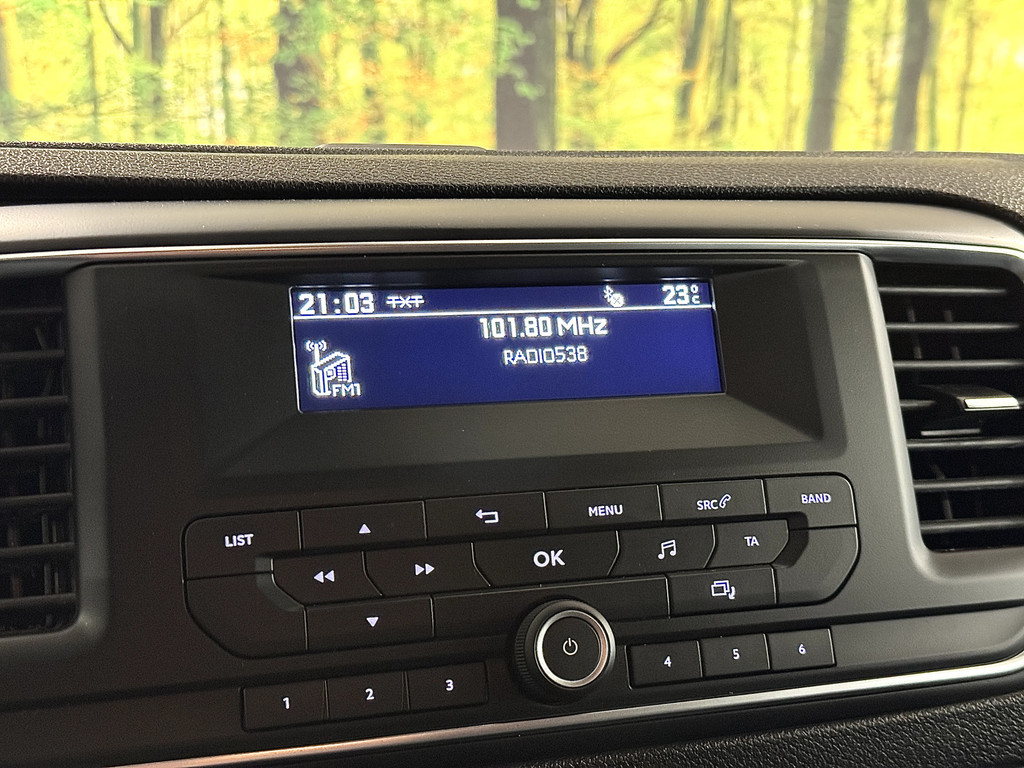 21:03 TXT 23°C
101.80 MHz
RADIO538
FM1
LIST MENU SRC BAND
OK TA
1 2 3 4 5 6